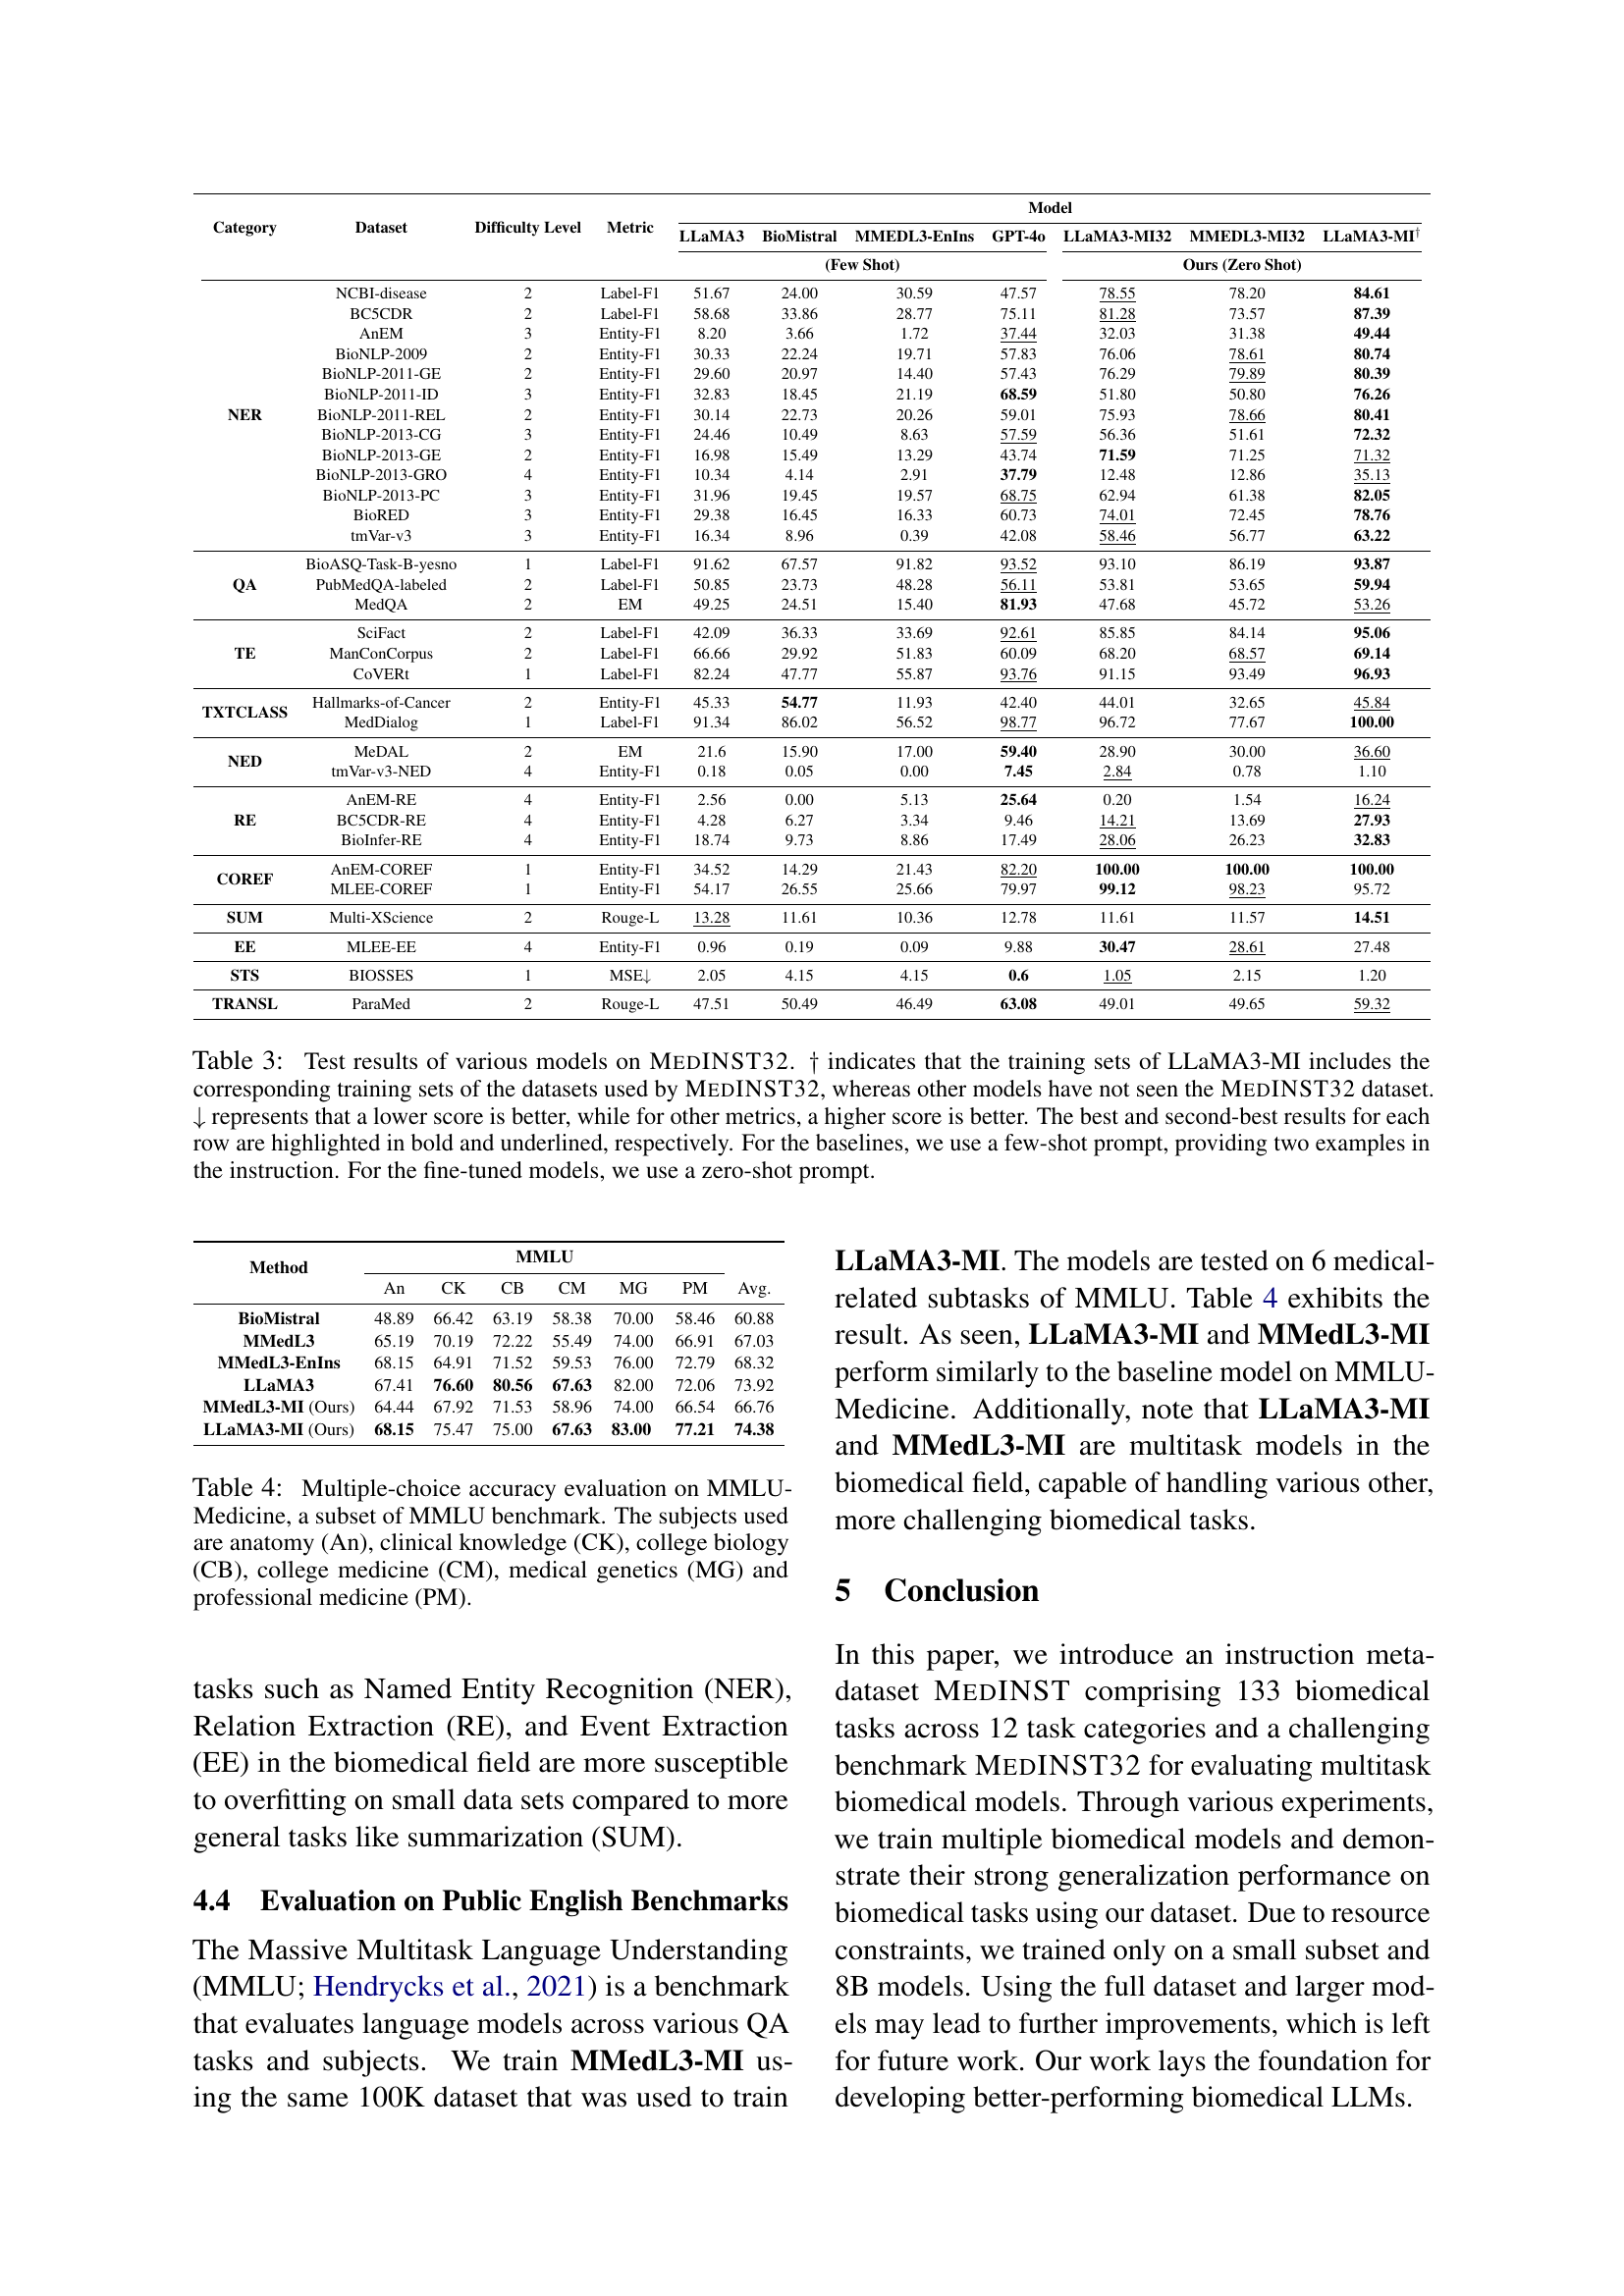 Model
Category Dataset Difficulty Level Metric
LLaMA3 BioMistral MMEDL3-EnIns GPT-4o LLaMA3-MI32 MMEDL3-MI32 LLaMA3-MI†
(Few Shot) Ours (Zero Shot)
NCBI-disease 2 Label-F1 51.67 24.00 30.59 47.57 78.55 78.20 84.61
BC5CDR 2 Label-F1 58.68 33.86 28.77 75.11 81.28 73.57 87.39
AnEM 3 Entity-F1 8.20 3.66 1.72 37.44 32.03 31.38 49.44
BioNLP-2009 2 Entity-F1 30.33 22.24 19.71 57.83 76.06 78.61 80.74
BioNLP-2011-GE 2 Entity-F1 29.60 20.97 14.40 57.43 76.29 79.89 80.39
BioNLP-2011-ID 3 Entity-F1 32.83 18.45 21.19 68.59 51.80 50.80 76.26
NER BioNLP-2011-REL 2 Entity-F1 30.14 22.73 20.26 59.01 75.93 78.66 80.41
BioNLP-2013-CG 3 Entity-F1 24.46 10.49 8.63 57.59 56.36 51.61 72.32
BioNLP-2013-GE 2 Entity-F1 16.98 15.49 13.29 43.74 71.59 71.25 71.32
BioNLP-2013-GRO 4 Entity-F1 10.34 4.14 2.91 37.79 12.48 12.86 35.13
BioNLP-2013-PC 3 Entity-F1 31.96 19.45 19.57 68.75 62.94 61.38 82.05
BioRED 3 Entity-F1 29.38 16.45 16.33 60.73 74.01 72.45 78.76
tmVar-v3 3 Entity-F1 16.34 8.96 0.39 42.08 58.46 56.77 63.22
BioASQ-Task-B-yesno 1 Label-F1 91.62 67.57 91.82 93.52 93.10 86.19 93.87
QA PubMedQA-labeled 2 Label-F1 50.85 23.73 48.28 56.11 53.81 53.65 59.94
MedQA 2 EM 49.25 24.51 15.40 81.93 47.68 45.72 53.26
SciFact 2 Label-F1 42.09 36.33 33.69 92.61 85.85 84.14 95.06
TE ManConCorpus 2 Label-F1 66.66 29.92 51.83 60.09 68.20 68.57 69.14
CoVERt 1 Label-F1 82.24 47.77 55.87 93.76 91.15 93.49 96.93
TXTCLASS Hallmarks-of-Cancer 2 Entity-F1 45.33 54.77 11.93 42.40 44.01 32.65 45.84
MedDialog 1 Label-F1 91.34 86.02 56.52 98.77 96.72 77.67 100.00
NED MeDAL 2 EM 21.6 15.90 17.00 59.40 28.90 30.00 36.60
tmVar-v3-NED 4 Entity-F1 0.18 0.05 0.00 7.45 2.84 0.78 1.10
AnEM-RE 4 Entity-F1 2.56 0.00 5.13 25.64 0.20 1.54 16.24
RE BC5CDR-RE 4 Entity-F1 4.28 6.27 3.34 9.46 14.21 13.69 27.93
BioInfer-RE 4 Entity-F1 18.74 9.73 8.86 17.49 28.06 26.23 32.83
COREF AnEM-COREF 1 Entity-F1 34.52 14.29 21.43 82.20 100.00 100.00 100.00
MLEE-COREF 1 Entity-F1 54.17 26.55 25.66 79.97 99.12 98.23 95.72
SUM Multi-XScience 2 Rouge-L 13.28 11.61 10.36 12.78 11.61 11.57 14.51
EE MLEE-EE 4 Entity-F1 0.96 0.19 0.09 9.88 30.47 28.61 27.48
STS BIOSSES 1 MSE↓ 2.05 4.15 4.15 0.6 1.05 2.15 1.20
TRANSL ParaMed 2 Rouge-L 47.51 50.49 46.49 63.08 49.01 49.65 59.32
Table 3: Test results of various models on MEDINST32. † indicates that the training sets of LLaMA3-MI includes the
corresponding training sets of the datasets used by MEDINST32, whereas other models have not seen the MEDINST32 dataset.
↓ represents that a lower score is better, while for other metrics, a higher score is better. The best and second-best results for each
row are highlighted in bold and underlined, respectively. For the baselines, we use a few-shot prompt, providing two examples in
the instruction. For the fine-tuned models, we use a zero-shot prompt.
Method MMLU
An CK CB CM MG PM Avg.
BioMistral 48.89 66.42 63.19 58.38 70.00 58.46 60.88
MMedL3 65.19 70.19 72.22 55.49 74.00 66.91 67.03
MMedL3-EnIns 68.15 64.91 71.52 59.53 76.00 72.79 68.32
LLaMA3 67.41 76.60 80.56 67.63 82.00 72.06 73.92
MMedL3-MI (Ours) 64.44 67.92 71.53 58.96 74.00 66.54 66.76
LLaMA3-MI (Ours) 68.15 75.47 75.00 67.63 83.00 77.21 74.38
Table 4: Multiple-choice accuracy evaluation on MMLU-
Medicine, a subset of MMLU benchmark. The subjects used
are anatomy (An), clinical knowledge (CK), college biology
(CB), college medicine (CM), medical genetics (MG) and
professional medicine (PM).
tasks such as Named Entity Recognition (NER),
Relation Extraction (RE), and Event Extraction
(EE) in the biomedical field are more susceptible
to overfitting on small data sets compared to more
general tasks like summarization (SUM).
4.4 Evaluation on Public English Benchmarks
The Massive Multitask Language Understanding
(MMLU; Hendrycks et al., 2021) is a benchmark
that evaluates language models across various QA
tasks and subjects. We train MMedL3-MI us-
ing the same 100K dataset that was used to train
LLaMA3-MI. The models are tested on 6 medical-
related subtasks of MMLU. Table 4 exhibits the
result. As seen, LLaMA3-MI and MMedL3-MI
perform similarly to the baseline model on MMLU-
Medicine. Additionally, note that LLaMA3-MI
and MMedL3-MI are multitask models in the
biomedical field, capable of handling various other,
more challenging biomedical tasks.
5 Conclusion
In this paper, we introduce an instruction meta-
dataset MEDINST comprising 133 biomedical
tasks across 12 task categories and a challenging
benchmark MEDINST32 for evaluating multitask
biomedical models. Through various experiments,
we train multiple biomedical models and demon-
strate their strong generalization performance on
biomedical tasks using our dataset. Due to resource
constraints, we trained only on a small subset and
8B models. Using the full dataset and larger mod-
els may lead to further improvements, which is left
for future work. Our work lays the foundation for
developing better-performing biomedical LLMs.